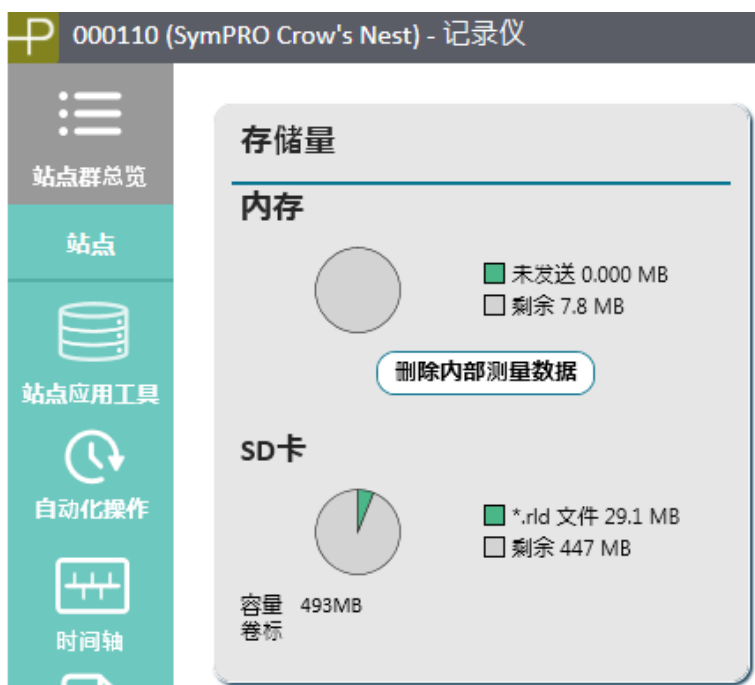 000110 (SymPRO Crow's Nest) - 记录仪
站点群总览
站点
站点应用工具
自动化操作
时间轴
存储量
内存
未发送 0.000 MB
剩余 7.8 MB
删除内部测量数据
SD卡
*.rld 文件 29.1 MB
剩余 447 MB
容量 493MB
卷标